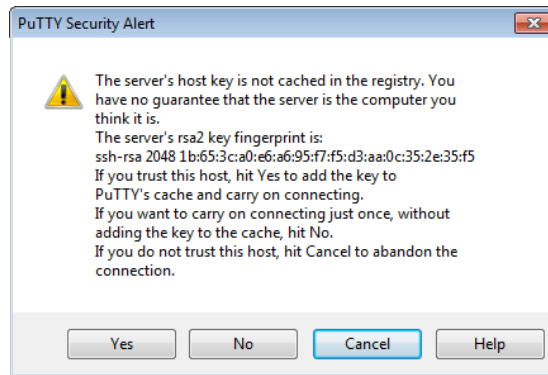 PuTTY Security Alert
The server's host key is not cached in the registry. You
have no guarantee that the server is the computer you
think it is.
The server's rsa2 key fingerprint is:
ssh-rsa 2048 1b:65:3c:a0:e6:a6:95:f7:f5:d3:aa:0c:35:2e:35:f5
If you trust this host, hit Yes to add the key to
PuTTY's cache and carry on connecting.
If you want to carry on connecting just once, without
adding the key to the cache, hit No.
If you do not trust this host, hit Cancel to abandon the
connection.
Yes No Cancel Help